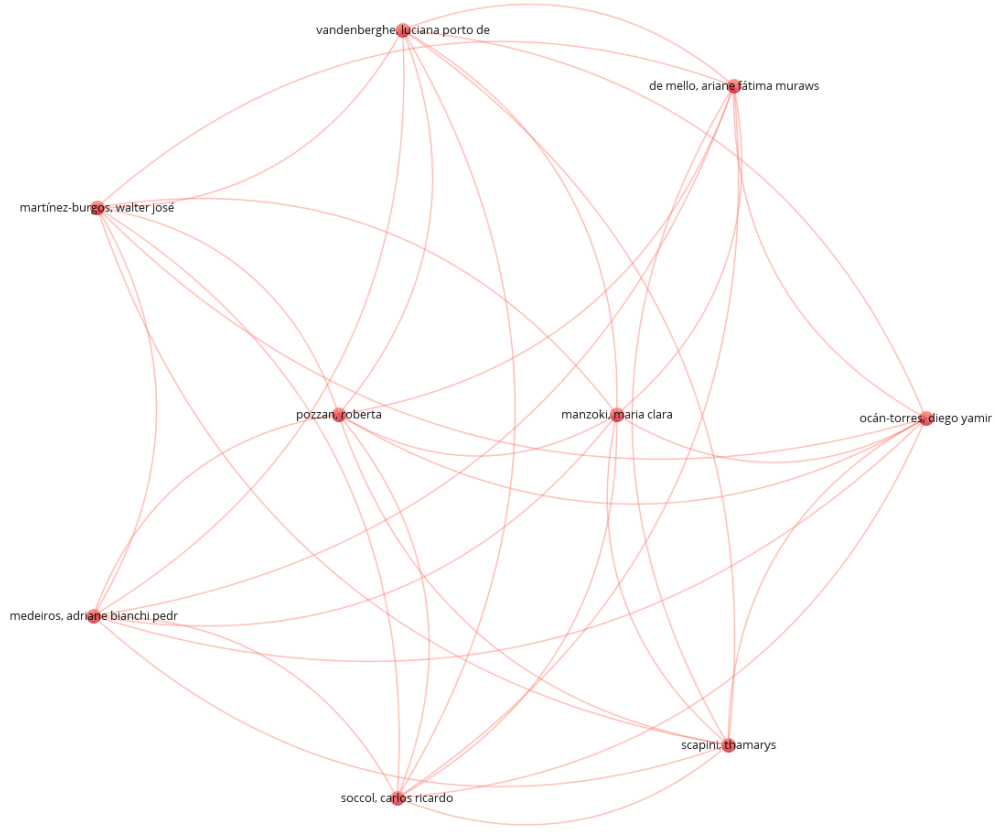 vandenberghe, luciana porto de
de mello, ariane fátima muraws
martínez-burgos, walter josé
pozzan, roberta
manzoki, maria clara
ocán-torres, diego yamir
medeiros, adriane bianchi pedr
scapini, thamarys
soccol, carlos ricardo